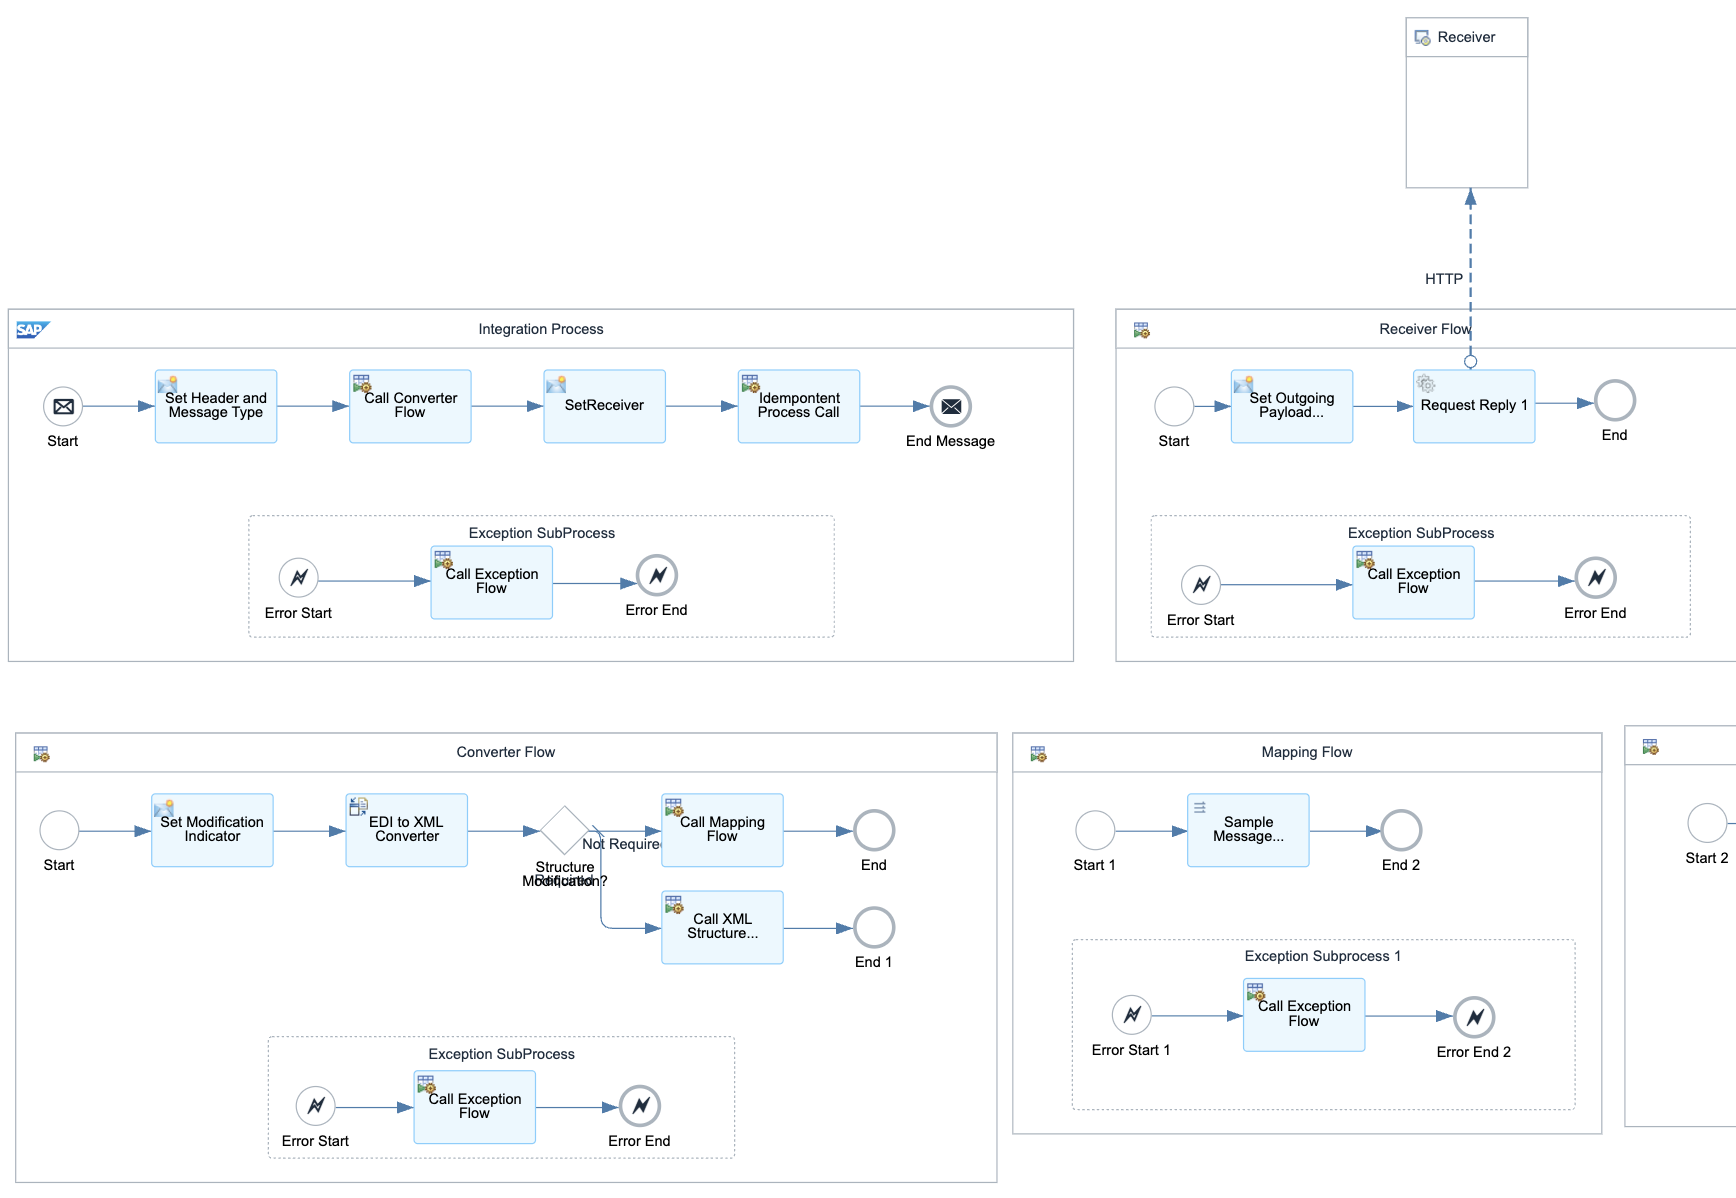 Receiver
HTTP
SAP
Integration Process
Start
Set Header and
Message Type
Call Converter
Flow
SetReceiver
Idempotent
Process Call
End Message
Exception SubProcess
Error Start
Call Exception
Flow
Error End
Receiver Flow
Start
Set Outgoing
Payload...
Request Reply 1
End
Exception SubProcess
Error Start
Call Exception
Flow
Error End
Converter Flow
Start
Set Modification
Indicator
EDI to XML
Converter
Structure
Modification?
Not Require
Required
Call Mapping
Flow
End
Call XML
Structure...
End 1
Exception SubProcess
Error Start
Call Exception
Flow
Error End
Mapping Flow
Start 1
Sample
Message...
End 2
Exception Subprocess 1
Error Start 1
Call Exception
Flow
Error End 2
Start 2